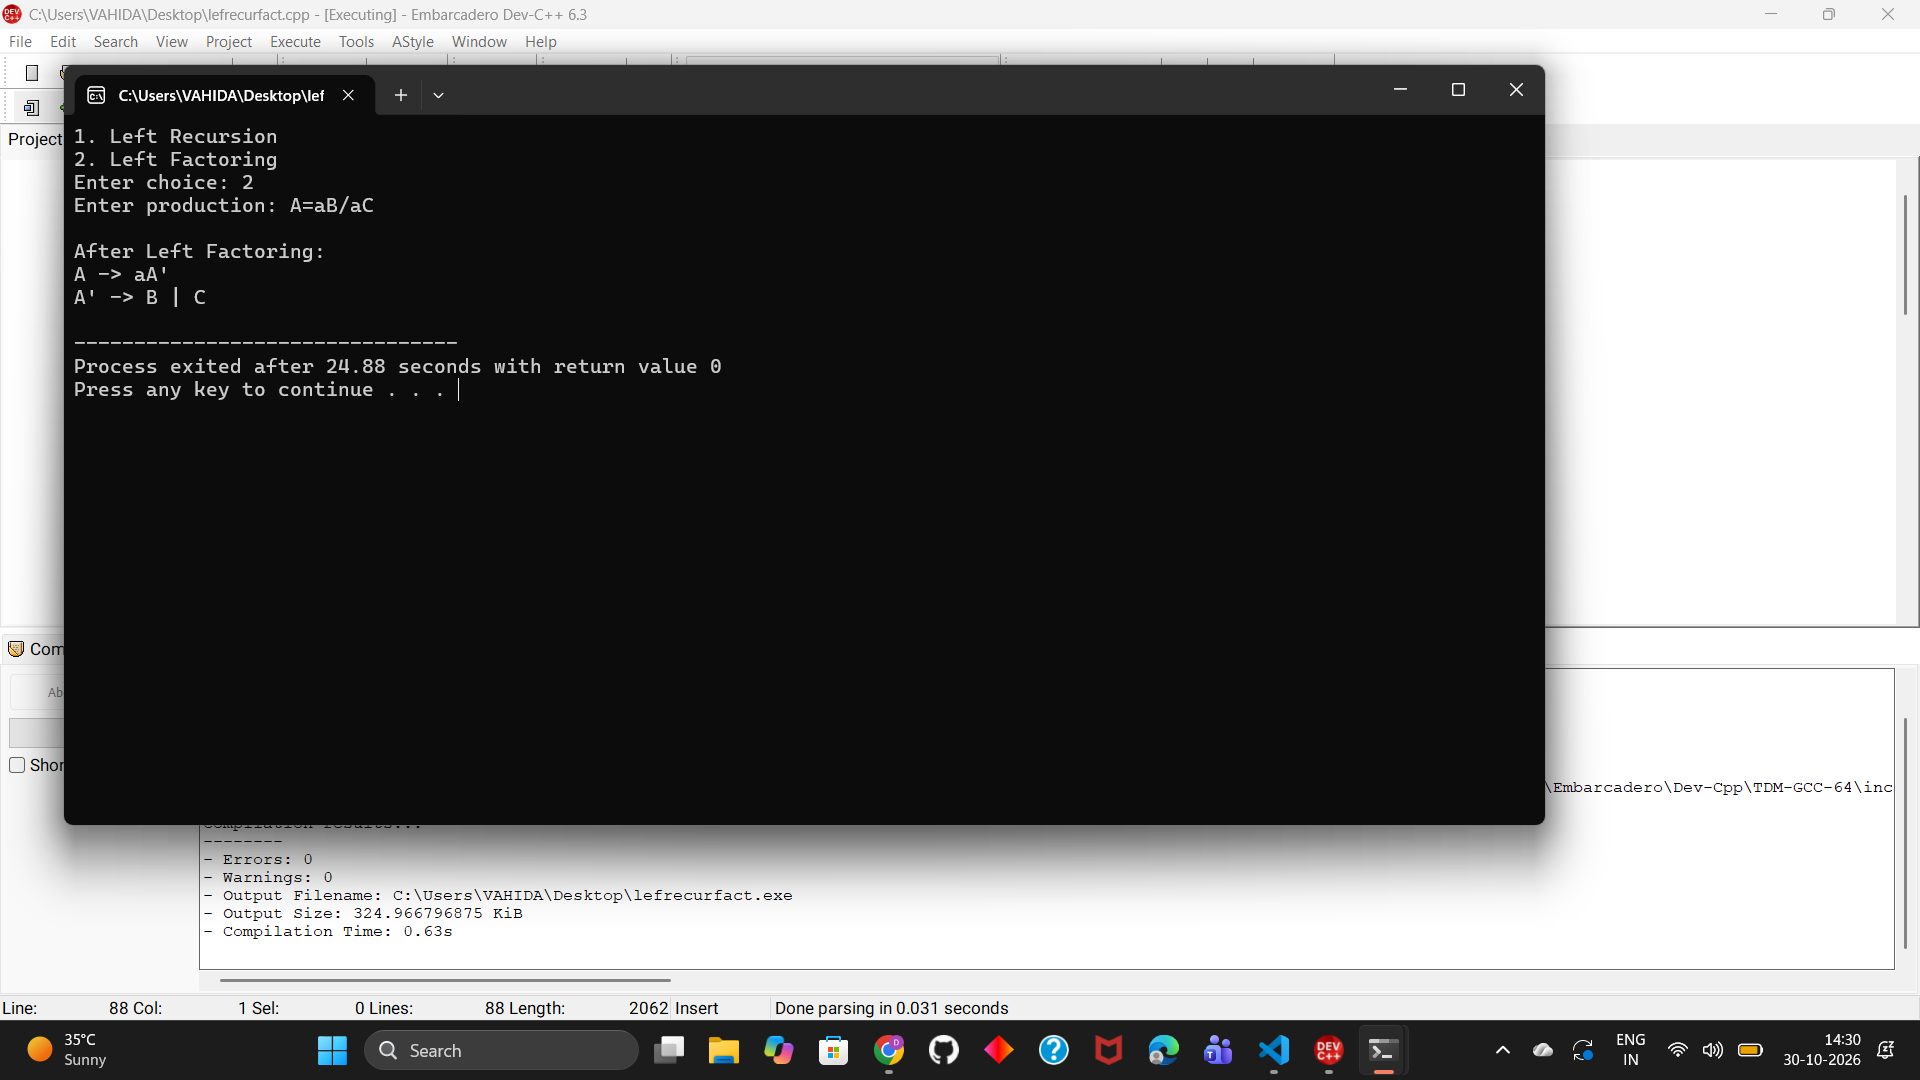 C:\Users\VAHIDA\Desktop\lefrecurfact.cpp - [Executing] - Embarcadero Dev-C++ 6.3
File Edit Search View Project Execute Tools AStyle Window Help
C:\Users\VAHIDA\Desktop\lef
Project
1. Left Recursion
2. Left Factoring
Enter choice: 2
Enter production: A=aB/aC
After Left Factoring:
A -> aA'
A' -> B | C
--------------------------------
Process exited after 24.88 seconds with return value 0
Press any key to continue . . .
Com
Ab
Shor
\Embarcadero\Dev-Cpp\TDM-GCC-64\inc
Compilation results...
--------
- Errors: 0
- Warnings: 0
- Output Filename: C:\Users\VAHIDA\Desktop\lefrecurfact.exe
- Output Size: 324.966796875 KiB
- Compilation Time: 0.63s
Line: 88 Col: 1 Sel: 0 Lines: 88 Length: 2062 Insert Done parsing in 0.031 seconds
35°C
Sunny
Search
ENG
IN
14:30
30-10-2026